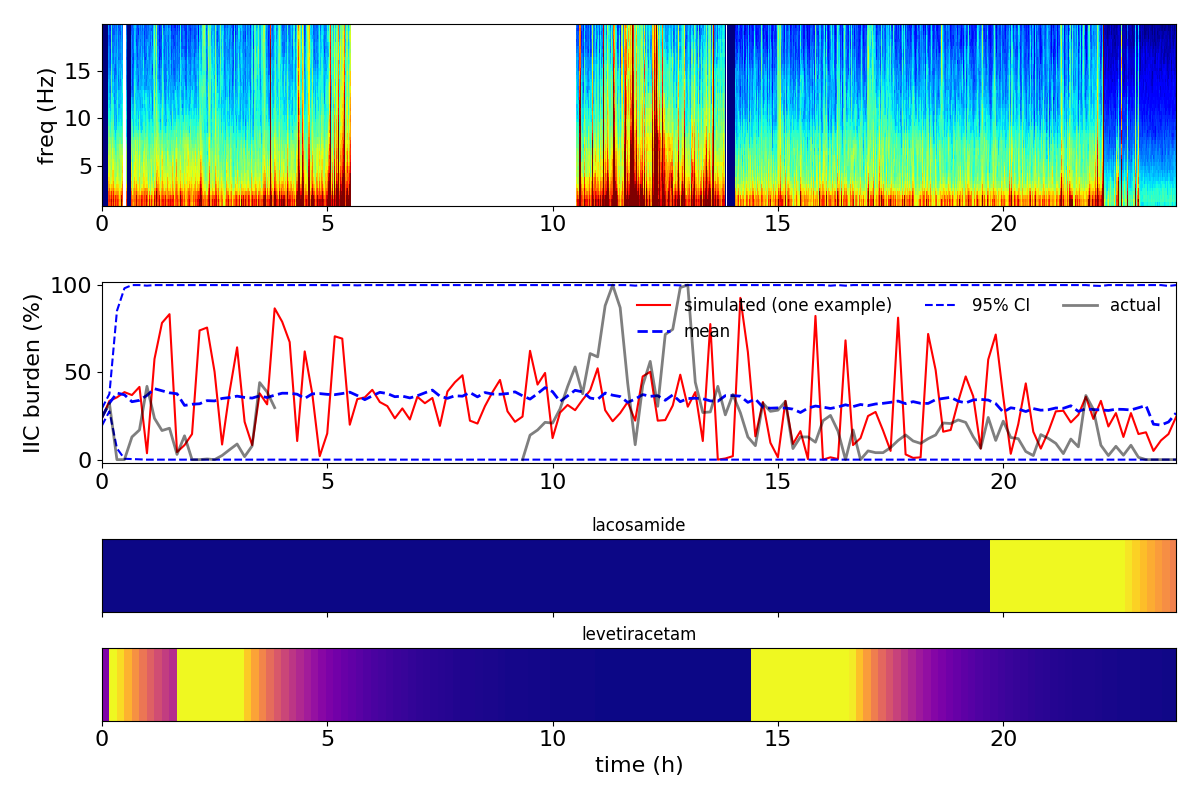 freq (Hz)
15
10
5
0 5 10 15 20
IIC burden (%)
100
50
0
simulated (one example)
mean
95% CI
actual
0 5 10 15 20
lacosamide
levetiracetam
0 5 10 15 20
time (h)